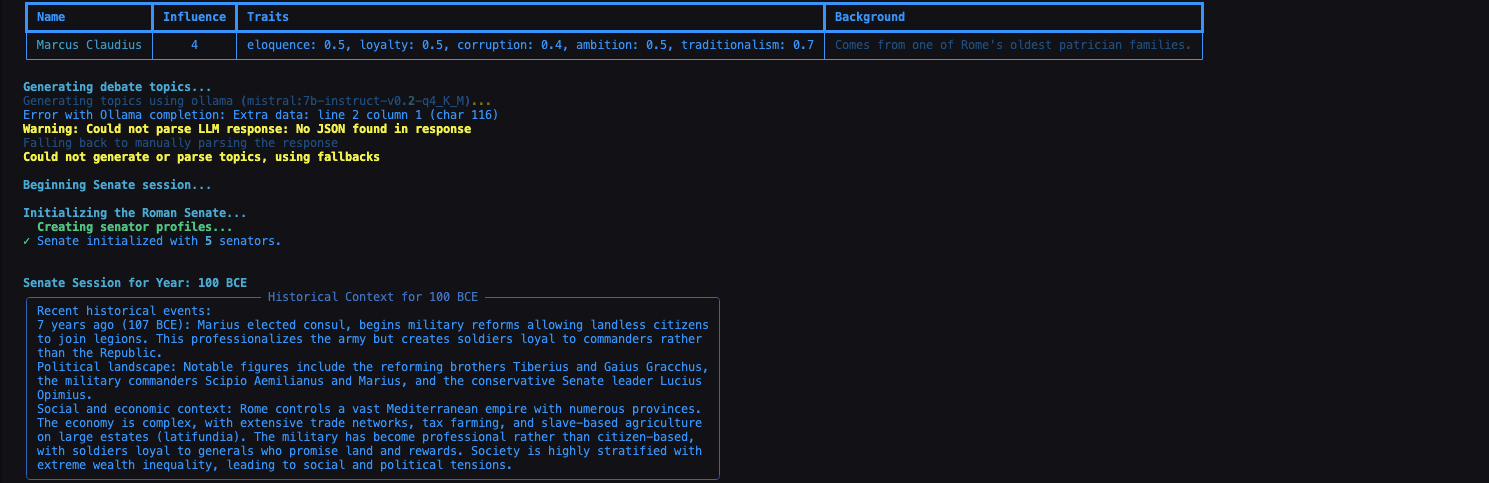 Name Influence Traits Background
Marcus Claudius 4 eloquence: 0.5, loyalty: 0.5, corruption: 0.4, ambition: 0.5, traditionalism: 0.7 Comes from one of Rome's oldest patrician families.
Generating debate topics...
Generating topics using ollama (mistral:7b-instruct-v0.2-q4_K_M)...
Error with Ollama completion: Extra data: line 2 column 1 (char 116)
Warning: Could not parse LLM response: No JSON found in response
Falling back to manually parsing the response
Could not generate or parse topics, using fallbacks
Beginning Senate session...
Initializing the Roman Senate...
Creating senator profiles...
✓ Senate initialized with 5 senators.
Senate Session for Year: 100 BCE
Historical Context for 100 BCE
Recent historical events:
7 years ago (107 BCE): Marius elected consul, begins military reforms allowing landless citizens
to join legions. This professionalizes the army but creates soldiers loyal to commanders rather
than the Republic.
Political landscape: Notable figures include the reforming brothers Tiberius and Gaius Gracchus,
the military commanders Scipio Aemilianus and Marius, and the conservative Senate leader Lucius
Opimius.
Social and economic context: Rome controls a vast Mediterranean empire with numerous provinces.
The economy is complex, with extensive trade networks, tax farming, and slave-based agriculture
on large estates (latifundia). The military has become professional rather than citizen-based,
with soldiers loyal to generals who promise land and rewards. Society is highly stratified with
extreme wealth inequality, leading to social and political tensions.